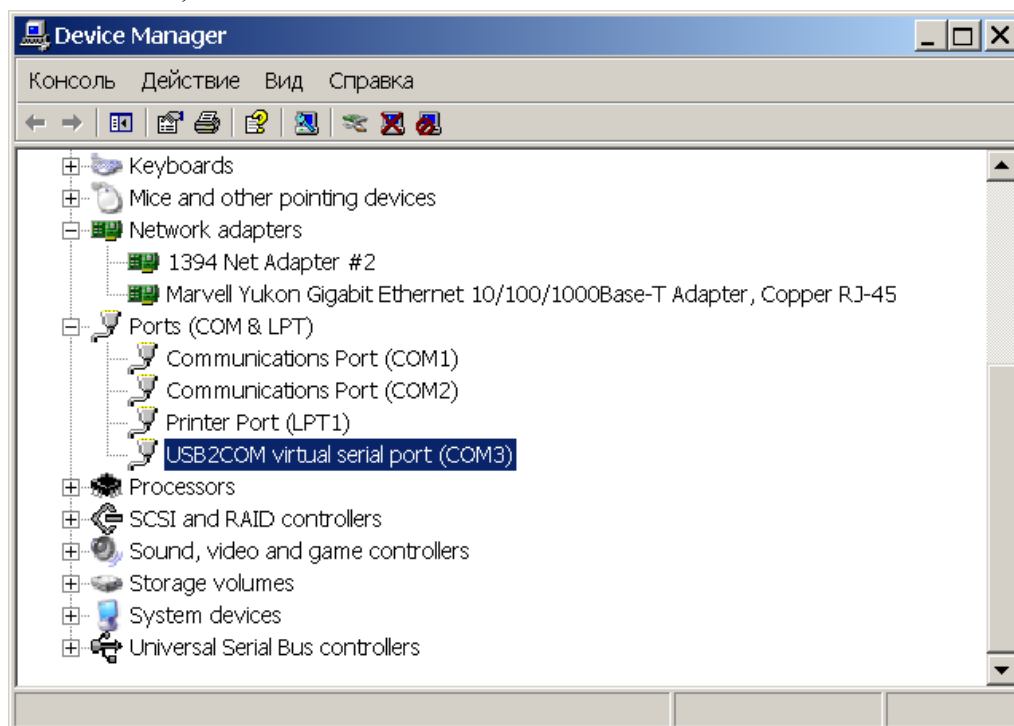 Device Manager
Консоль Действие Вид Справка
Keyboards
Mice and other pointing devices
Network adapters
1394 Net Adapter #2
Marvell Yukon Gigabit Ethernet 10/100/1000Base-T Adapter, Copper RJ-45
Ports (COM & LPT)
Communications Port (COM1)
Communications Port (COM2)
Printer Port (LPT1)
USB2COM virtual serial port (COM3)
Processors
SCSI and RAID controllers
Sound, video and game controllers
Storage volumes
System devices
Universal Serial Bus controllers